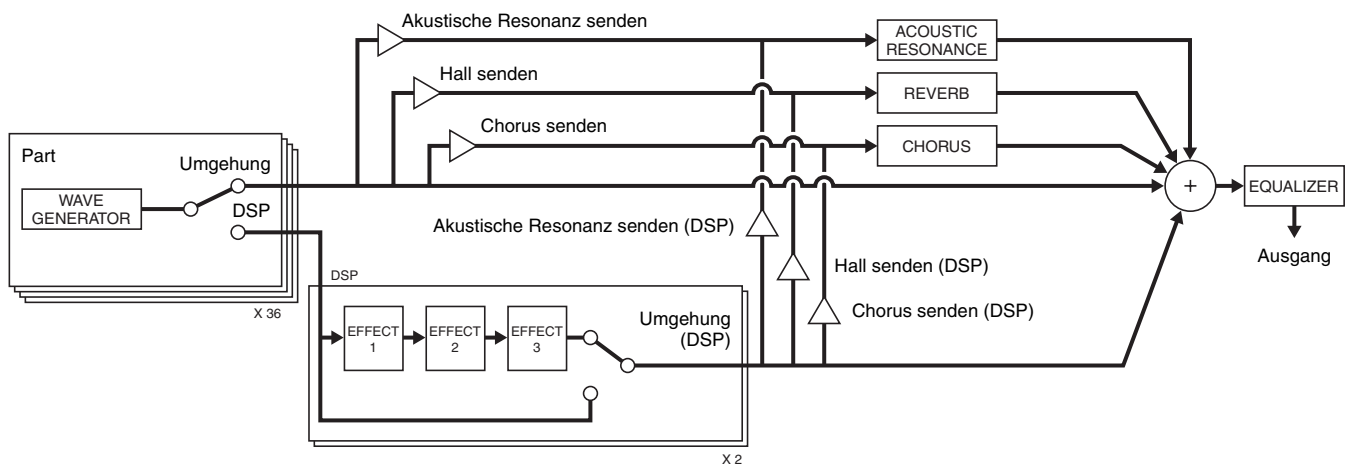 Akustische Resonanz senden
ACOUSTIC
RESONANCE
Hall senden
REVERB
Chorus senden
CHORUS
Part
Umgehung
WAVE
GENERATOR
DSP
+
EQUALIZER
Ausgang
Akustische Resonanz senden (DSP)
Hall senden (DSP)
Chorus senden (DSP)
X 36
DSP
EFFECT
1
EFFECT
2
EFFECT
3
Umgehung
(DSP)
X 2